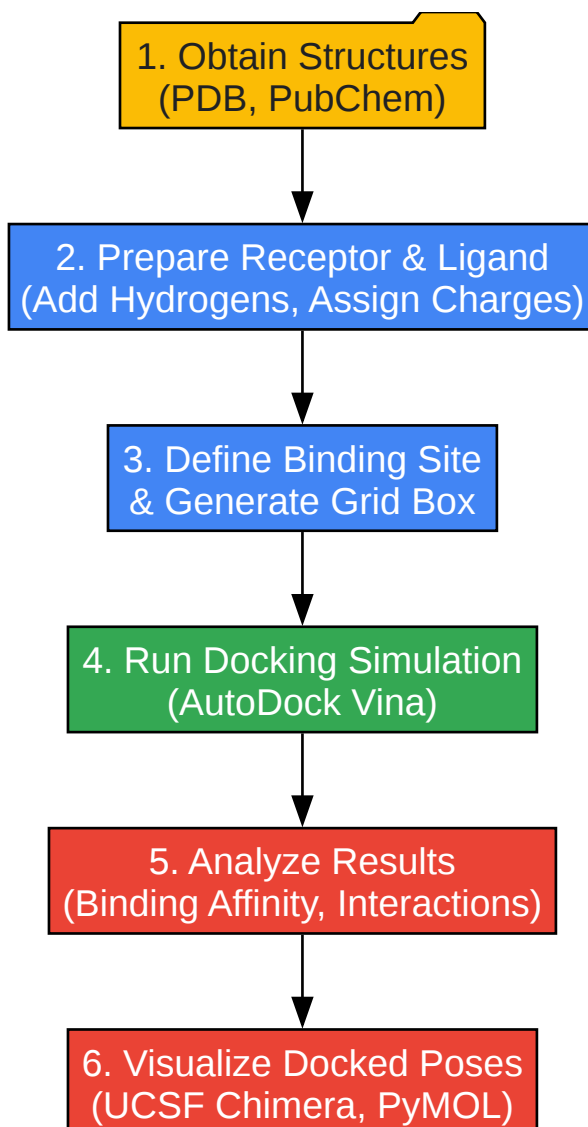 1. Obtain Structures
(PDB, PubChem)
2. Prepare Receptor & Ligand
(Add Hydrogens, Assign Charges)
3. Define Binding Site
& Generate Grid Box
4. Run Docking Simulation
(AutoDock Vina)
5. Analyze Results
(Binding Affinity, Interactions)
6. Visualize Docked Poses
(UCSF Chimera, PyMOL)